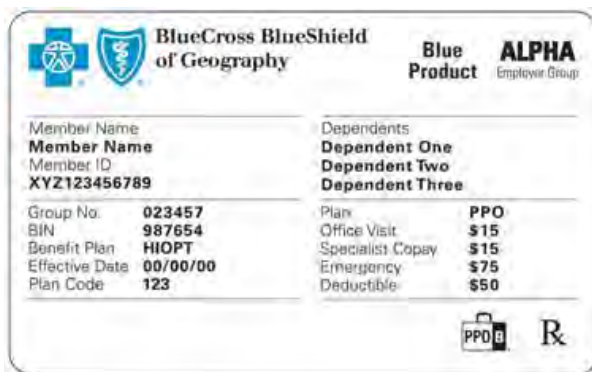 BlueCross BlueShield
of Geography
Blue
Product
ALPHA
Employer Group
Member Name
Member Name
Member ID
XYZ123456789
Dependents
Dependent One
Dependent Two
Dependent Three
Group No. 023457
BIN 987654
Benefit Plan HIOPT
Effective Date 00/00/00
Plan Code 123
Plan PPO
Office Visit $15
Specialist Copay $15
Emergency $75
Deductible $50
PPO
Rx